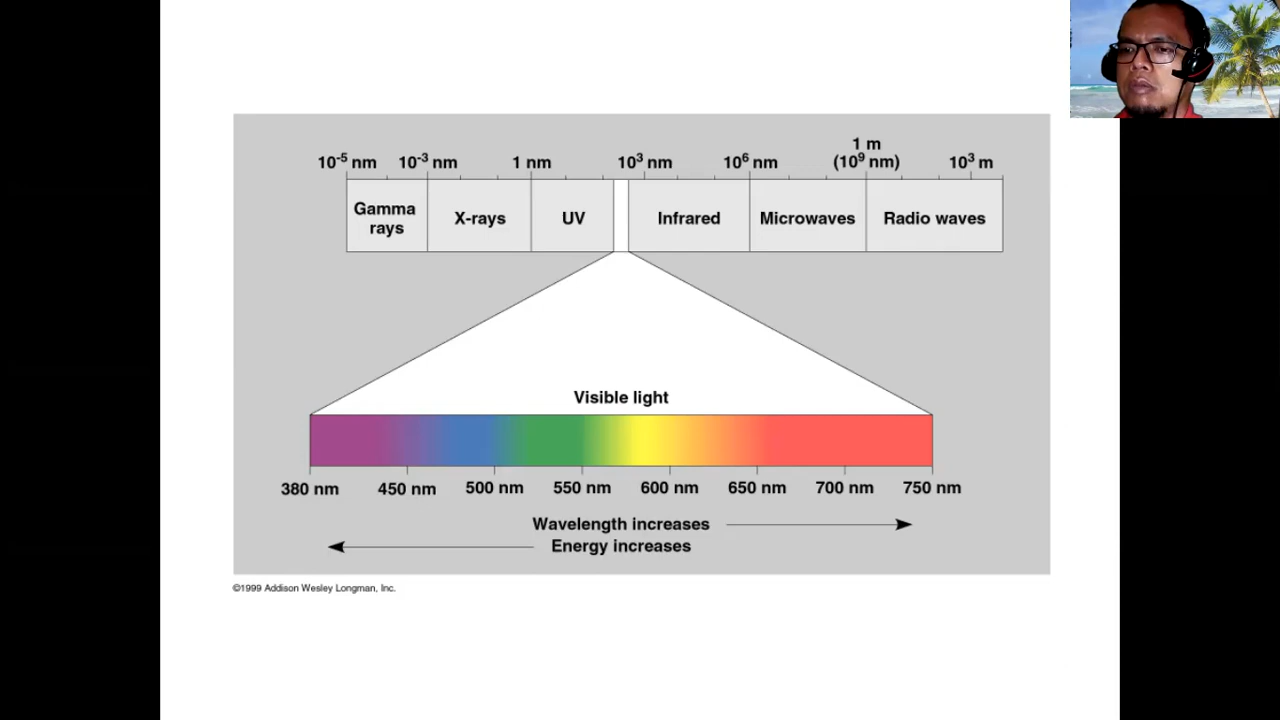 1 m
10⁻⁵ nm 10⁻³ nm 1 nm 10³ nm 10⁶ nm (10⁹ nm) 10³ m
Gamma
rays
X-rays
UV
Infrared
Microwaves
Radio waves
Visible light
380 nm 450 nm 500 nm 550 nm 600 nm 650 nm 700 nm 750 nm
Wavelength increases
Energy increases
©1999 Addison Wesley Longman, Inc.